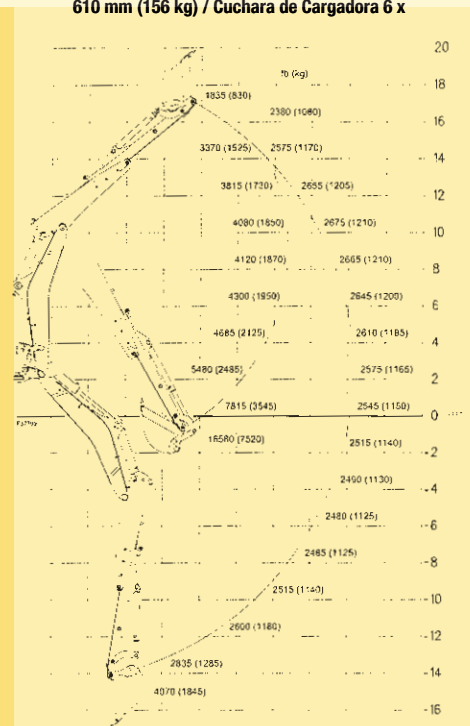 610 mm (156 kg) / Cuchara de Cargadora 6 x
20
lb (kg)
18
1835 (830)
2380 (1080)
16
3370 (1525) 2575 (1170)
14
3815 (1730) 2655 (1205)
12
4080 (1850) 2675 (1210)
10
4120 (1870) 2665 (1210)
8
4300 (1950) 2645 (1200)
6
4685 (2125) 2610 (1185)
4
5480 (2485) 2575 (1165)
2
7815 (3545) 2545 (1150)
0
16580 (7520) 2515 (1140)
-2
2490 (1130)
-4
2480 (1125)
-6
2485 (1125)
-8
2515 (1140)
-10
2600 (1180)
-12
2835 (1285)
-14
4070 (1845)
-16